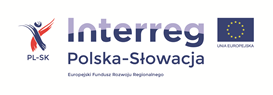 Interreg
PL-SK
Polska-Słowacja
UNIA EUROPEJSKA
Europejski Fundusz Rozwoju Regionalnego